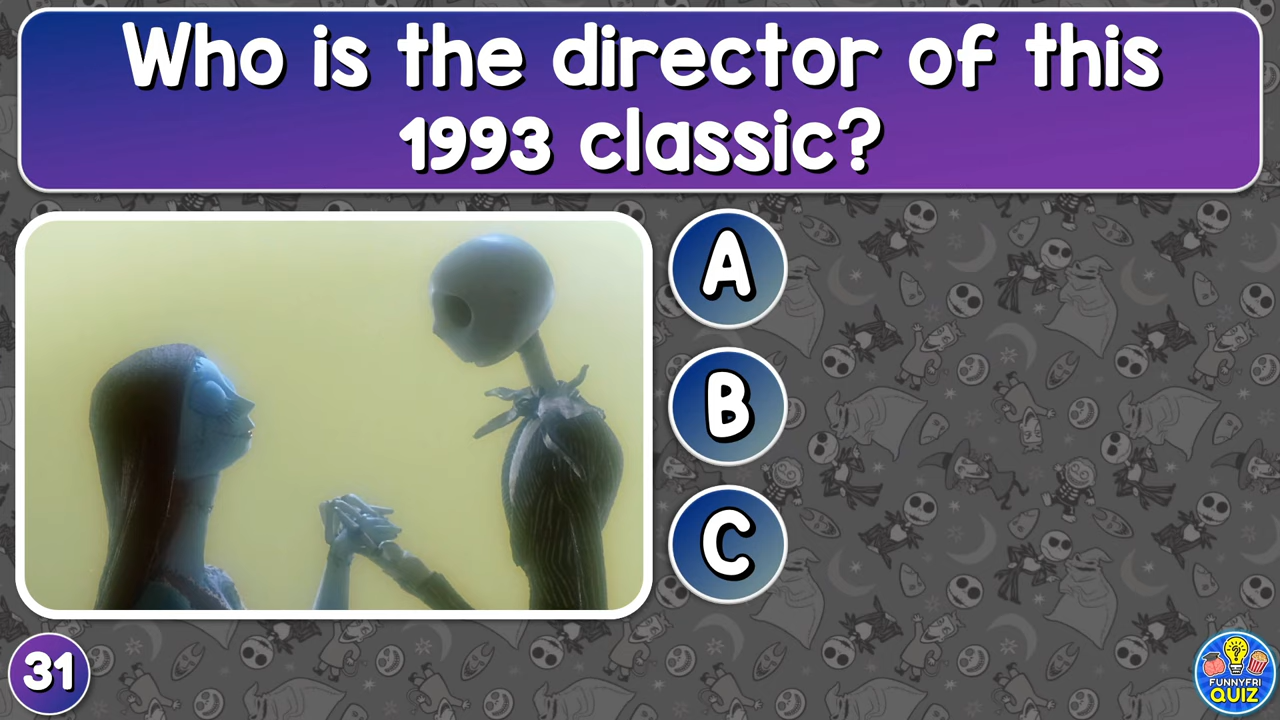 Who is the director of this
1993 classic?
A
B
C
31
FUNNYFRI
QUIZ